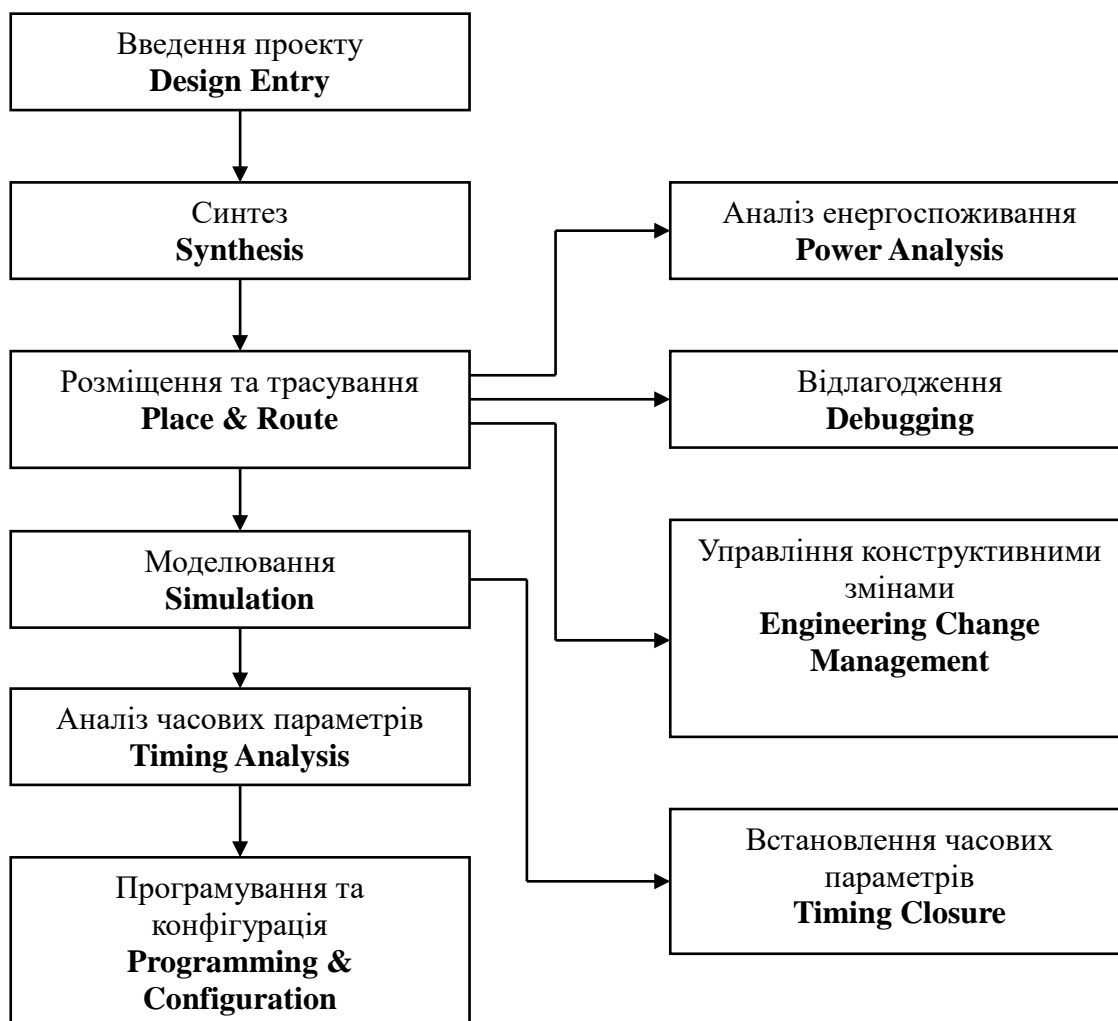 Введення проекту
Design Entry
Синтез
Synthesis
Розміщення та трасування
Place & Route
Моделювання
Simulation
Аналіз часових параметрів
Timing Analysis
Програмування та
конфігурація
Programming &
Configuration
Аналіз енергоспоживання
Power Analysis
Відлагодження
Debugging
Управління конструктивними
змінами
Engineering Change
Management
Встановлення часових
параметрів
Timing Closure